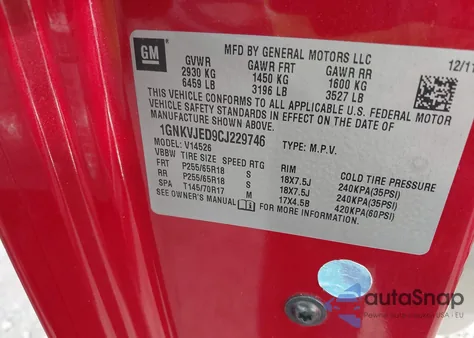 GM
MFD BY GENERAL MOTORS LLC
12/11
GVWR GAWR FRT GAWR RR
2930 KG 1450 KG 1600 KG
6459 LB 3196 LB 3527 LB
THIS VEHICLE CONFORMS TO ALL APPLICABLE U.S. FEDERAL MOTOR
VEHICLE SAFETY STANDARDS IN EFFECT ON THE DATE OF
MANUFACTURE SHOWN ABOVE.
1GNKVJED9CJ229746 TYPE: M.P.V.
MODEL: V14526
VBBW TIRE SIZE SPEED RTG RIM COLD TIRE PRESSURE
FRT P255/65R18 S 18X7.5J 240KPA(35PSI)
RR P255/65R18 S 18X7.5J 240KPA(35PSI)
SPA T145/70R17 M 17X4.5B 420KPA(60PSI)
SEE OWNER'S MANUAL FOR MORE INFORMATION.
autoSnap